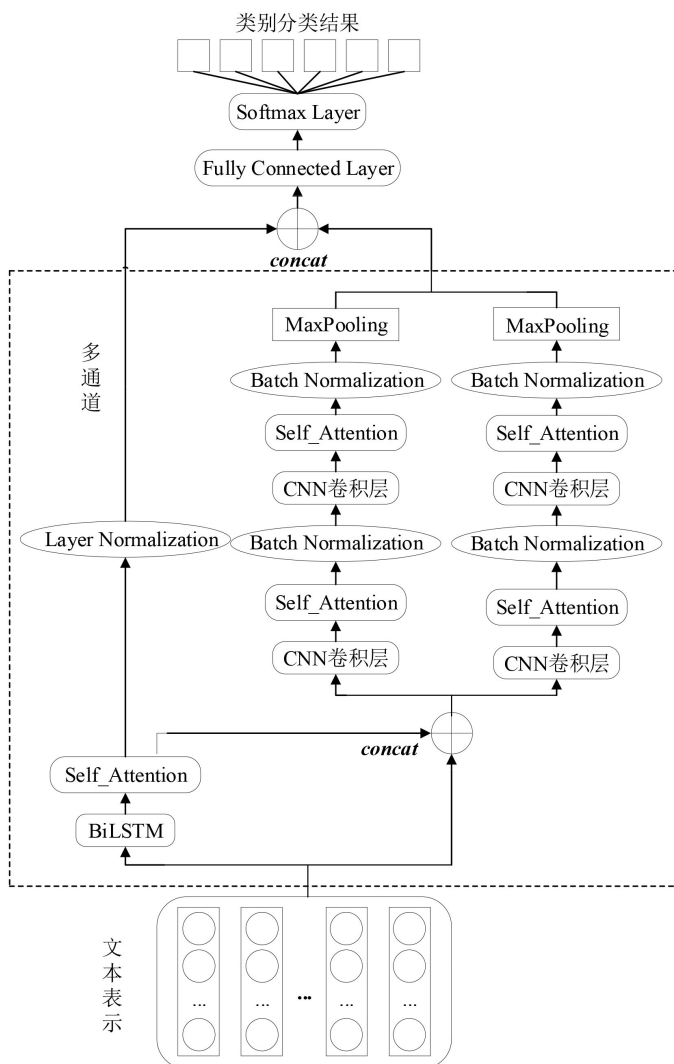 类别分类结果
Softmax Layer
Fully Connected Layer
concat
多通道
MaxPooling
MaxPooling
Batch Normalization
Batch Normalization
Self_Attention
Self_Attention
CNN卷积层
CNN卷积层
Layer Normalization
Batch Normalization
Batch Normalization
Self_Attention
Self_Attention
CNN卷积层
CNN卷积层
concat
Self_Attention
BiLSTM
文本表示
... ... ... ... ...